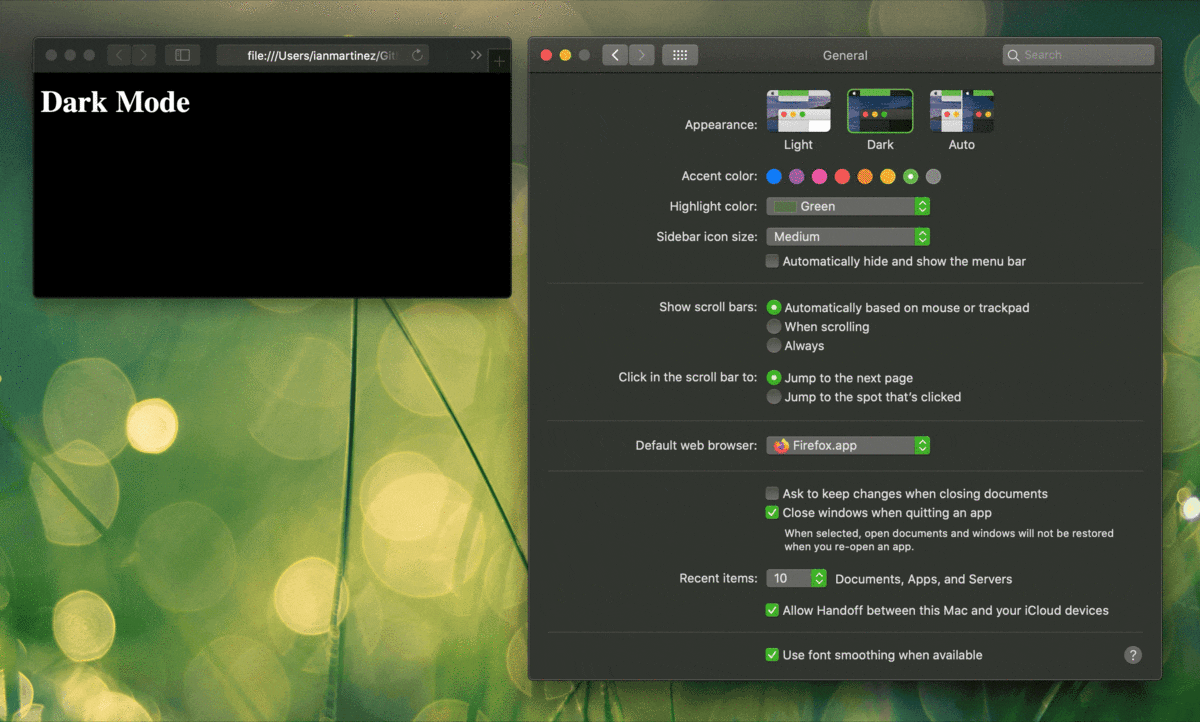 file:///Users/ianmartinez/Git
Dark Mode
General
Search
Appearance:
Light
Dark
Auto
Accent color:
Highlight color: Green
Sidebar icon size: Medium
Automatically hide and show the menu bar
Show scroll bars: Automatically based on mouse or trackpad
When scrolling
Always
Click in the scroll bar to: Jump to the next page
Jump to the spot that's clicked
Default web browser: Firefox.app
Ask to keep changes when closing documents
Close windows when quitting an app
When selected, open documents and windows will not be restored
when you re-open an app.
Recent items: 10 Documents, Apps, and Servers
Allow Handoff between this Mac and your iCloud devices
Use font smoothing when available
?